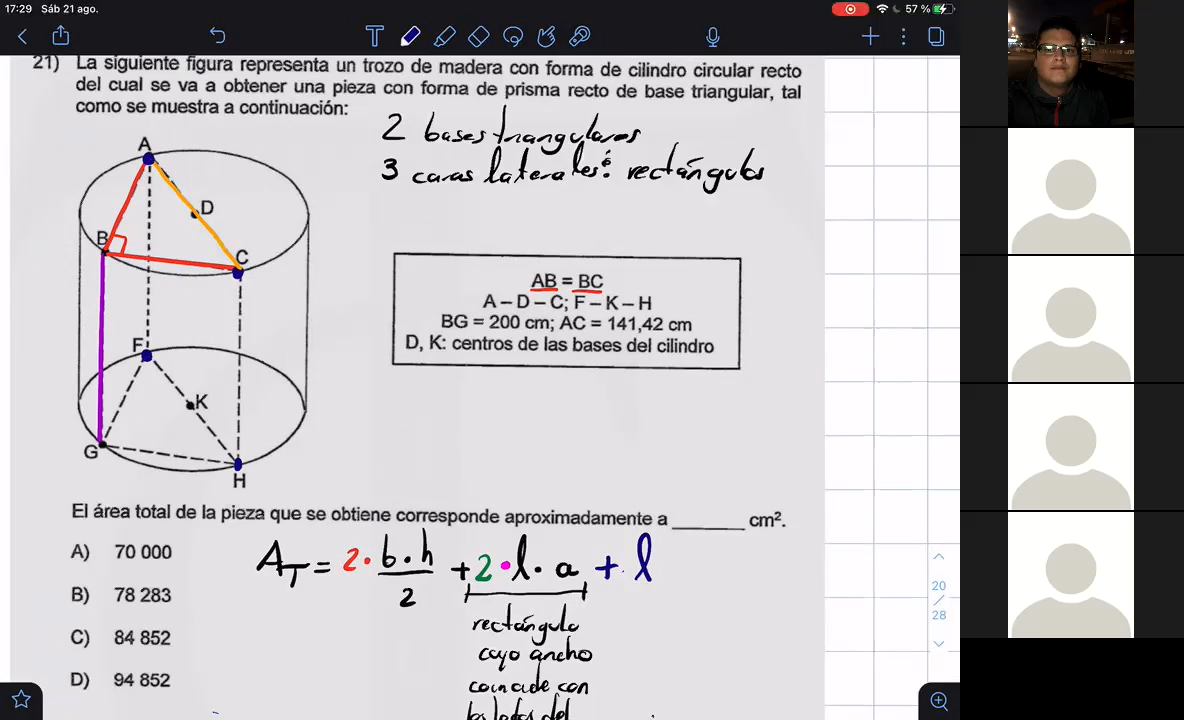 17:29 Sáb 21 ago.
57 %
21) La siguiente figura representa un trozo de madera con forma de cilindro circular recto
del cual se va a obtener una pieza con forma de prisma recto de base triangular, tal
como se muestra a continuación:
2 bases triangulares
3 caras laterales: rectángulos
A
D
B
C
AB = BC
A – D – C; F – K – H
BG = 200 cm; AC = 141,42 cm
D, K: centros de las bases del cilindro
F
K
G
H
El área total de la pieza que se obtiene corresponde aproximadamente a ______ cm².
A) 70 000
B) 78 283
C) 84 852
D) 94 852
A_T = 2 · b·h/2 + 2 · l · a + l
rectángulo
cuyo ancho
coincide con
los lados del
20
/
28